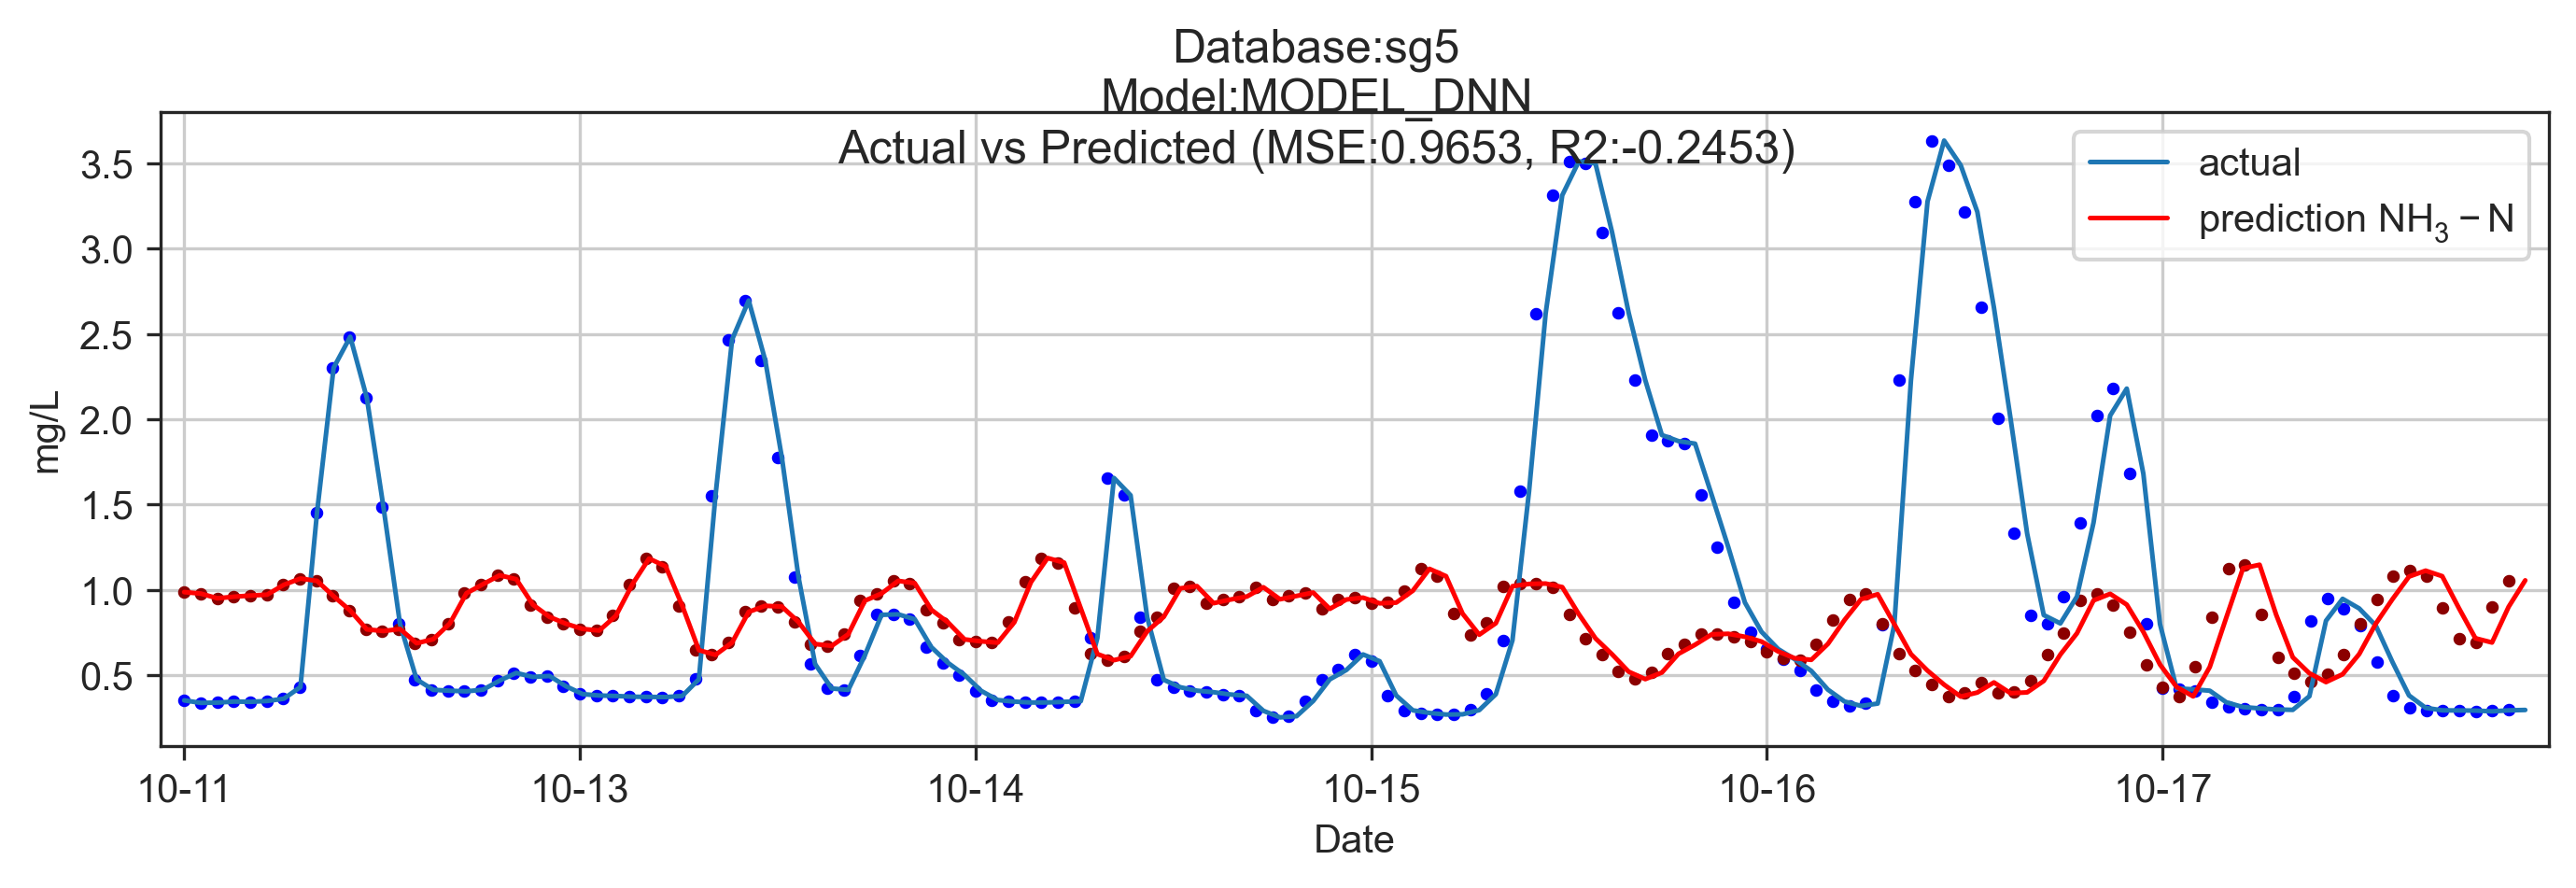 Database:sg5
Model:MODEL_DNN
Actual vs Predicted (MSE:0.9653, R2:-0.2453)
actual
prediction NH₃ − N
3.5
3.0
2.5
2.0
1.5
1.0
0.5
mg/L
10-11 10-13 10-14 10-15 10-16 10-17
Date